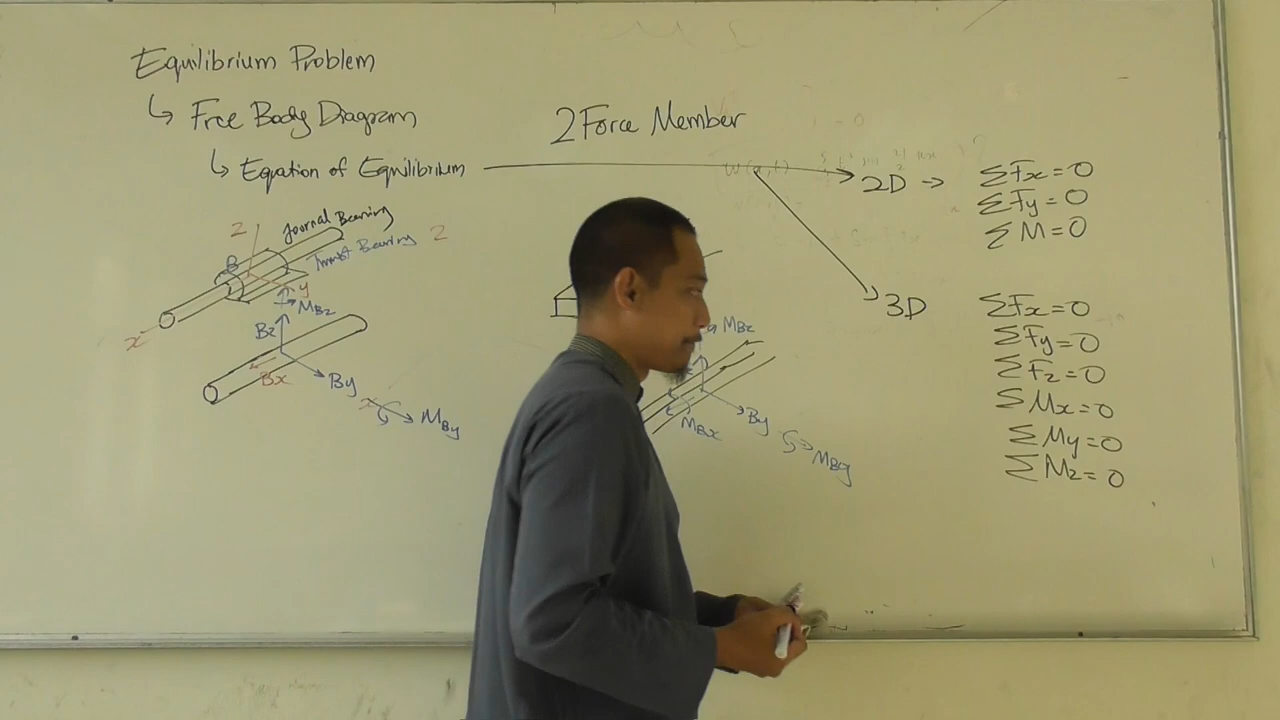 Equilibrium Problem
↳ Free Body Diagram
2 Force Member
↳ Equation of Equilibrium
2D →
ΣFx=0
ΣFy=0
ΣM=0
3D
ΣFx=0
ΣFy=0
ΣFz=0
ΣMx=0
ΣMy=0
ΣMz=0
Journal Bearing
Thrust Bearing
z
z
B
y
x
MBz
Bz
Bx
By
x
MBy
MBz
By
MBx
MBy